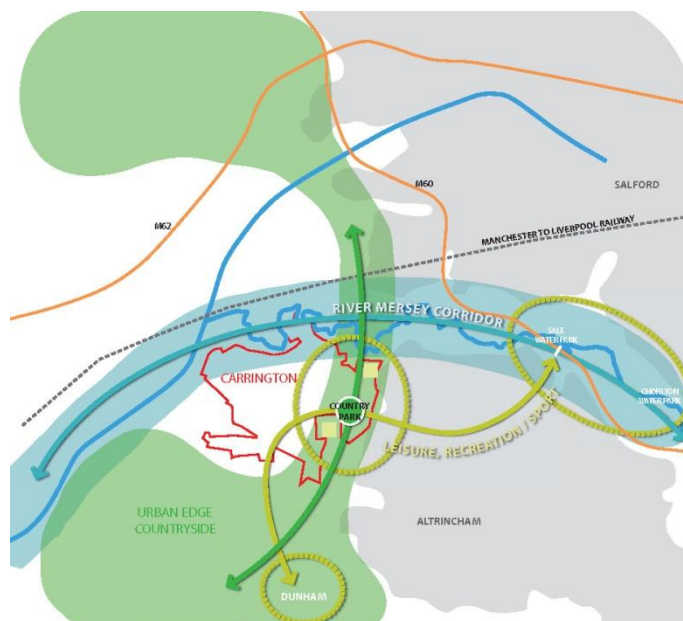 SALFORD
M60
M62
MANCHESTER TO LIVERPOOL RAILWAY
RIVER MERSEY CORRIDOR
SALE
WATER PARK
CARRINGTON
CHORLTON
WATER PARK
COUNTRY
PARK
LEISURE, RECREATION / SPORT
URBAN EDGE
COUNTRYSIDE
ALTRINCHAM
DUNHAM